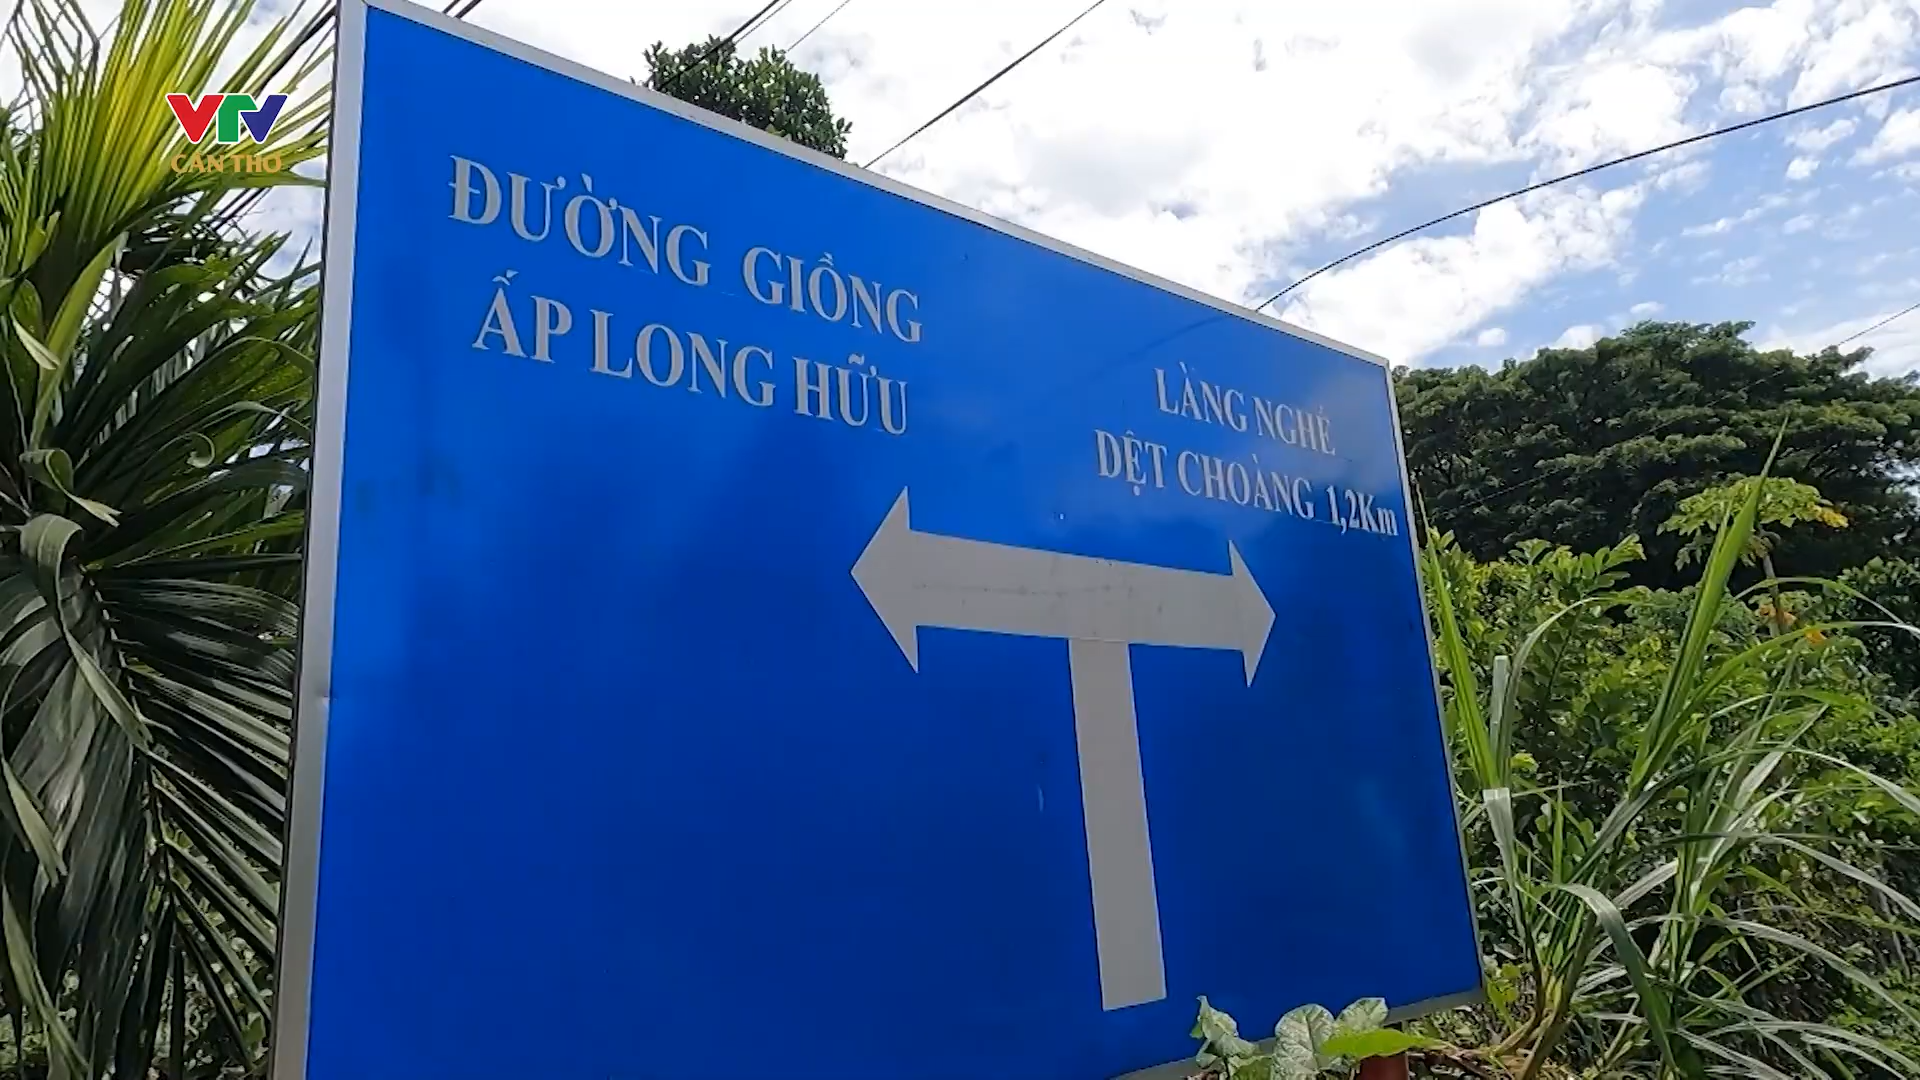 VTV
CẦN THƠ
ĐƯỜNG GIỒNG
ẤP LONG HỮU
LÀNG NGHỀ
DỆT CHOÀNG 1,2Km